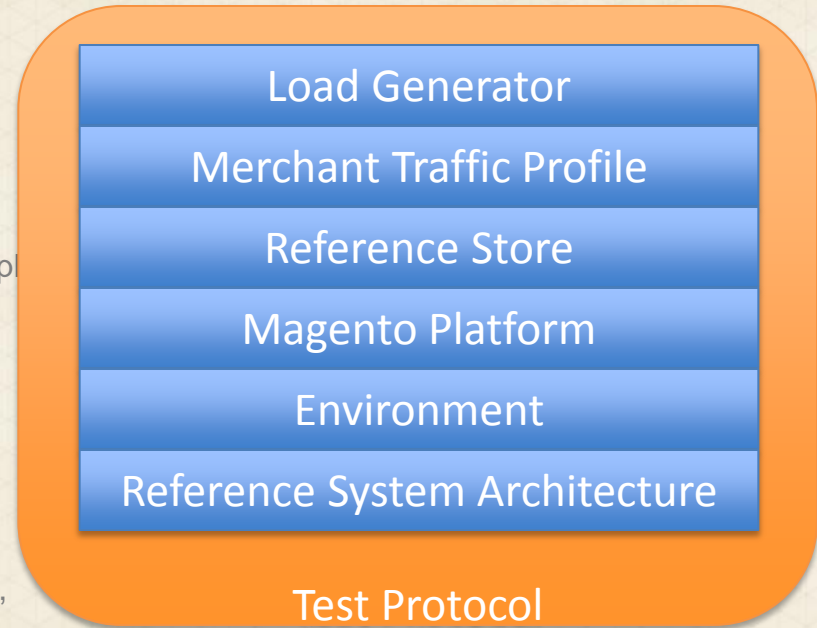 Load Generator
Merchant Traffic Profile
Reference Store
Magento Platform
Environment
Reference System Architecture
Test Protocol